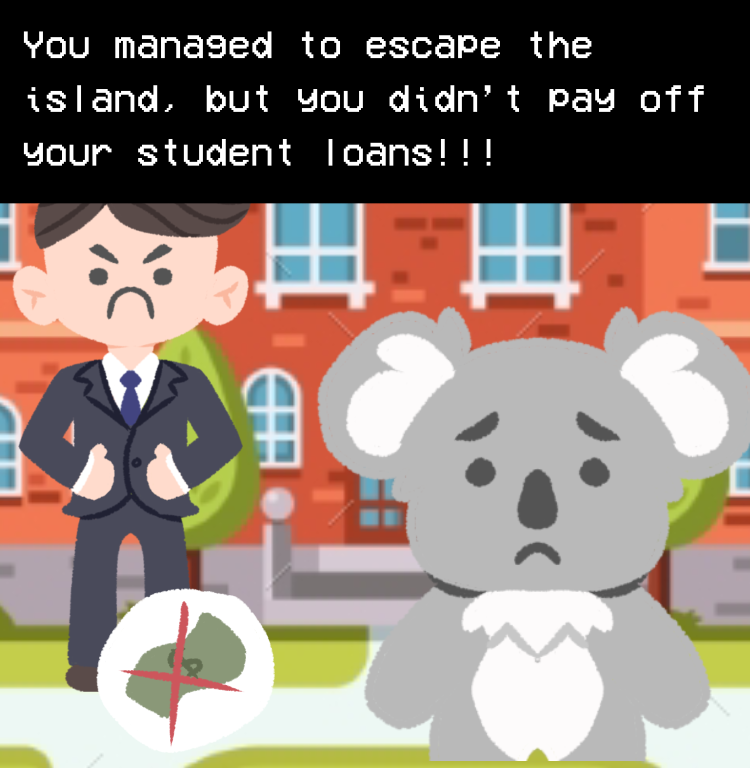 You managed to escape the
island, but you didn't pay off
your student loans!!!